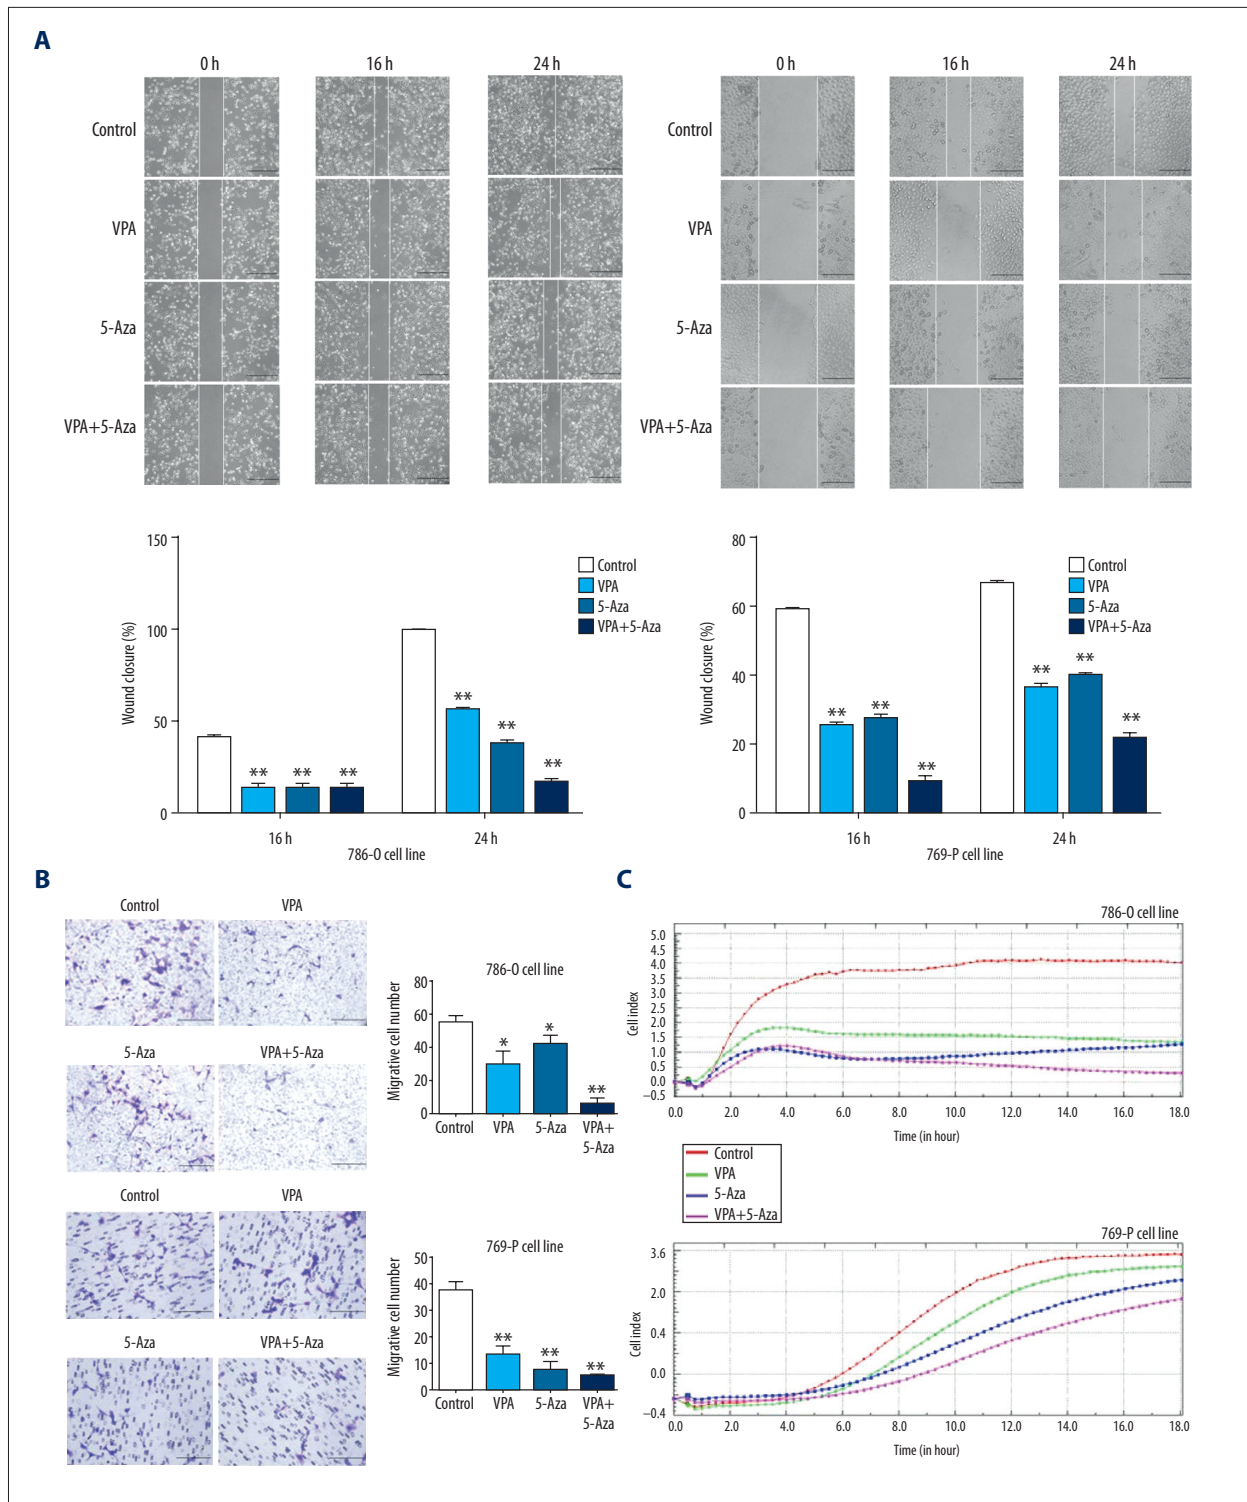 A
0 h 16 h 24 h 0 h 16 h 24 h
Control Control
VPA VPA
5-Aza 5-Aza
VPA+5-Aza VPA+5-Aza
150
100
50
0
Wound closure (%)
Control
VPA
5-Aza
VPA+5-Aza
** ** ** ** ** **
16 h 24 h
786-O cell line
80
60
40
20
0
Wound closure (%)
Control
VPA
5-Aza
VPA+5-Aza
** ** ** ** ** **
16 h 24 h
769-P cell line
B
Control VPA
5-Aza VPA+5-Aza
Control VPA
5-Aza VPA+5-Aza
786-O cell line
80
60
40
20
0
Migrative cell number
* * **
Control VPA 5-Aza VPA+
5-Aza
769-P cell line
50
40
30
20
10
0
Migrative cell number
** ** **
Control VPA 5-Aza VPA+
5-Aza
C
786-O cell line
5.0
4.5
4.0
3.5
3.0
2.5
2.0
1.5
1.0
0.5
0.0
–0.5
Cell index
0.0 2.0 4.0 6.0 8.0 10.0 12.0 14.0 16.0 18.0
Time (in hour)
Control
VPA
5-Aza
VPA+5-Aza
769-P cell line
3.6
2.0
0.4
0.0
–0.4
Cell index
0.0 2.0 4.0 6.0 8.0 10.0 12.0 14.0 16.0 18.0
Time (in hour)